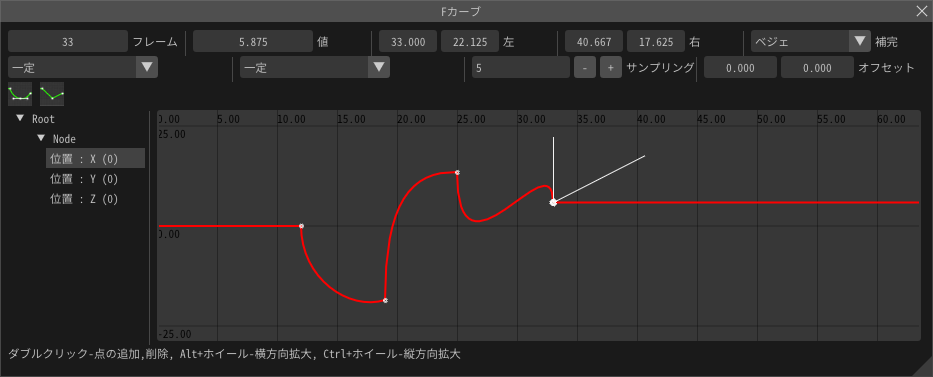 Fカーブ
33 フレーム 5.875 値 33.000 22.125 左 40.667 17.625 右 ベジェ 補完
一定 一定 5 - + サンプリング 0.000 0.000 オフセット
Root
Node
位置 : X (0)
位置 : Y (0)
位置 : Z (0)
0.00 5.00 10.00 15.00 20.00 25.00 30.00 35.00 40.00 45.00 50.00 55.00 60.00
25.00
0.00
-25.00
ダブルクリック-点の追加,削除, Alt+ホイール-横方向拡大, Ctrl+ホイール-縦方向拡大